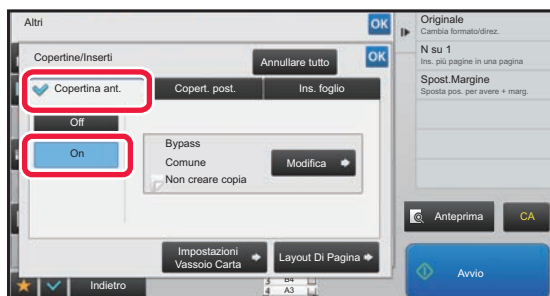 Altri
OK
Copertine/Inserti
Annullare tutto
OK
Copertina ant.
Copert. post.
Ins. foglio
Off
On
Bypass
Comune
Non creare copia
Modifica
Impostazioni
Vassoio Carta
Layout Di Pagina
Indietro
B4
4 A3
Originale
Cambia formato/direz.
N su 1
Ins. più pagine in una pagina
Spost.Margine
Sposta pos. per avere + marg.
Anteprima
CA
Avvio